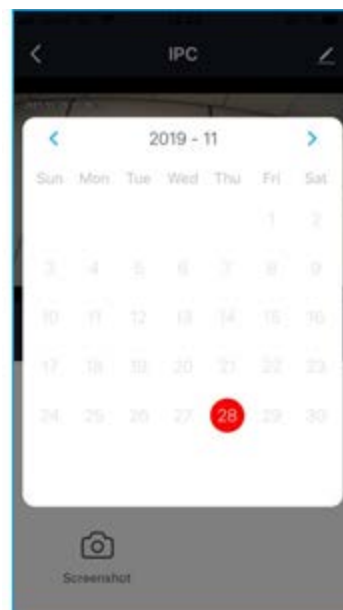 IPC
2019 - 11
Sun Mon Tue Wed Thu Fri Sat
1 2
3 4 5 6 7 8 9
10 11 12 13 14 15 16
17 18 19 20 21 22 23
24 25 26 27 28 29 30
Screenshot